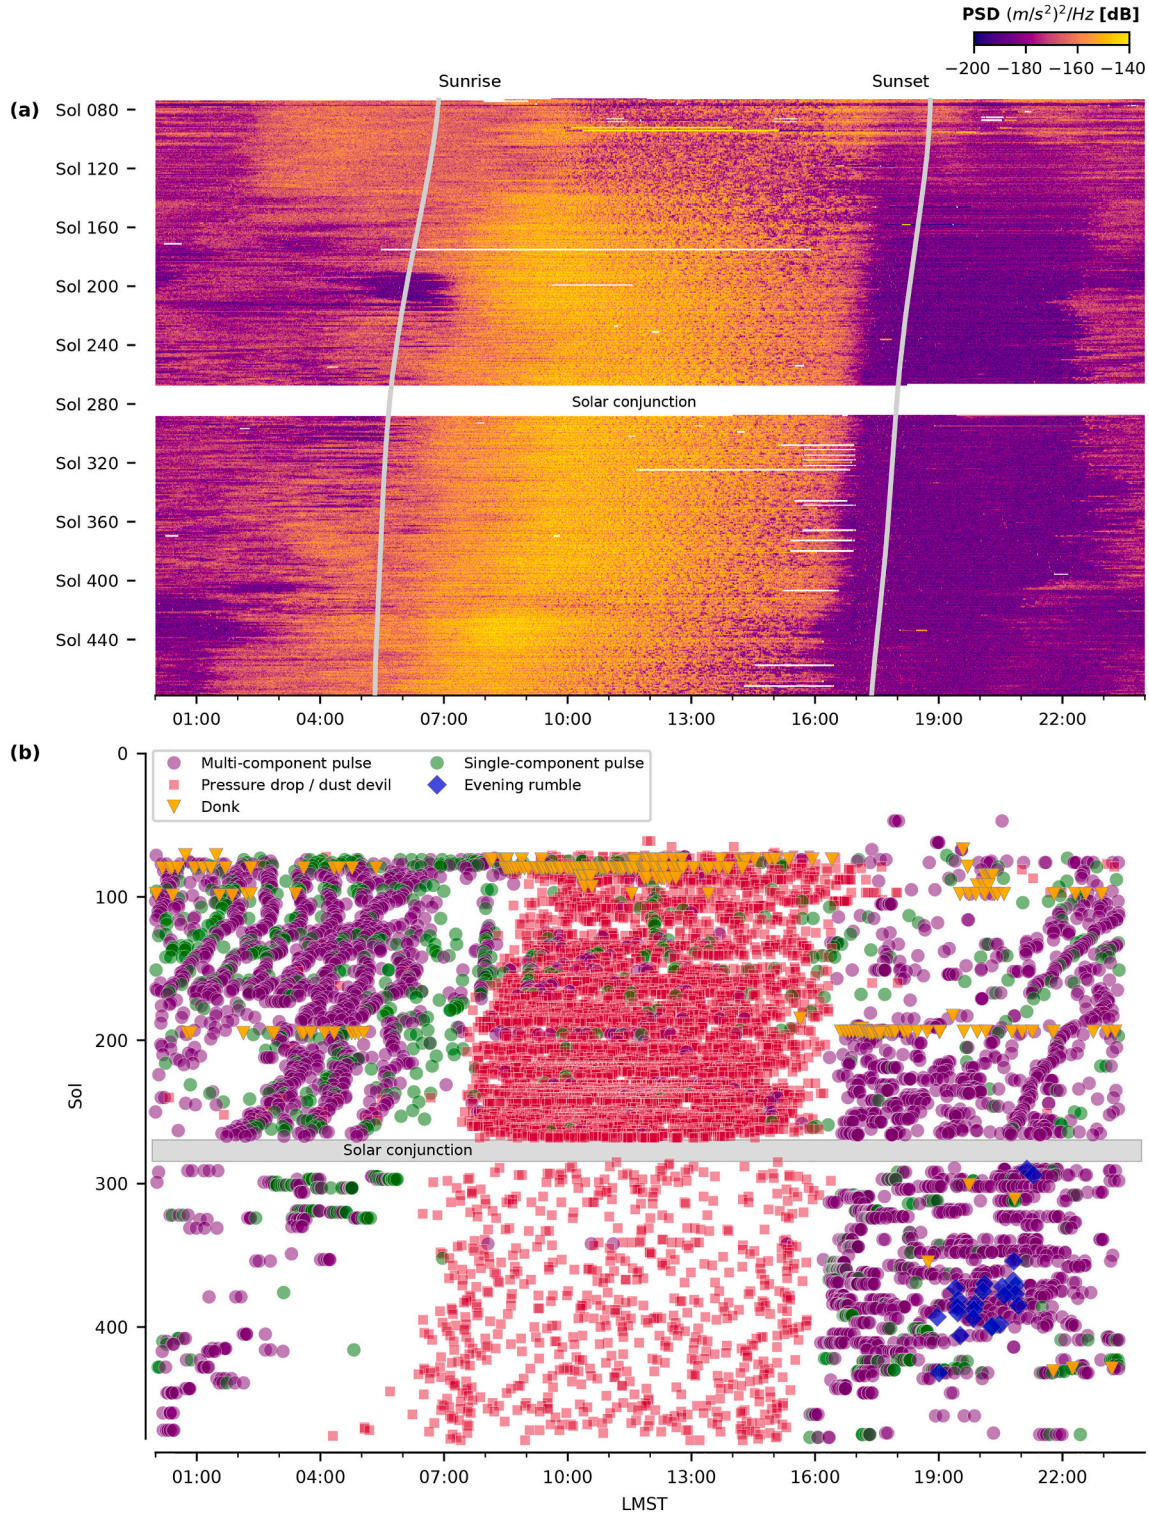 PSD (m/s²)²/Hz [dB]
−200 −180 −160 −140
Sunrise
Sunset
(a)
Sol 080
Sol 120
Sol 160
Sol 200
Sol 240
Sol 280
Solar conjunction
Sol 320
Sol 360
Sol 400
Sol 440
01:00 04:00 07:00 10:00 13:00 16:00 19:00 22:00
(b)
0
Multi-component pulse
Single-component pulse
Pressure drop / dust devil
Evening rumble
Donk
100
200
Sol
Solar conjunction
300
400
01:00 04:00 07:00 10:00 13:00 16:00 19:00 22:00
LMST